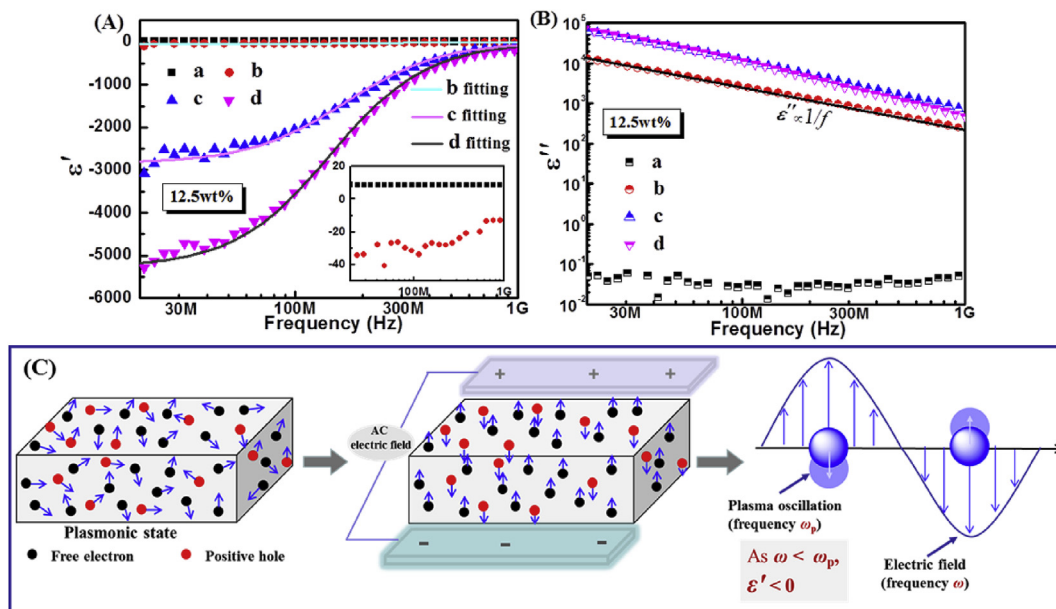 (A)
0
-1000
-2000
-3000
-4000
-5000
-6000
ε'
a b
c d
b fitting
c fitting
d fitting
12.5wt%
20
0
-20
-40
100M 1G
30M 100M 300M 1G
Frequency (Hz)
(B)
10^5
10^4
10^3
10^2
10^1
10^0
10^-1
10^-2
ε''
ε''∝1/f
12.5wt%
a
b
c
d
30M 100M 300M 1G
Frequency (Hz)
(C)
Plasmonic state
Free electron Positive hole
+ + +
AC
electric field
- - -
Plasma oscillation
(frequency ωp)
As ω < ωp,
ε' < 0
Electric field
(frequency ω)